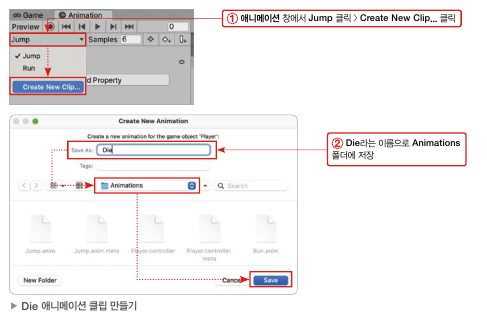 Game Animation
Preview 0
Jump Samples 6
✓ Jump
Run
Create New Clip...
d Property
① 애니메이션 창에서 Jump 클릭 > Create New Clip... 클릭
Create New Animation
Create a new animation for the game object "Player":
Save As: Die
Tags:
Animations
Search
Jump.anim
Jump.anim.meta
Player.controller
Player.controller.meta
Run.anim
New Folder
Cance
Save
② Die라는 이름으로 Animations
폴더에 저장
▶ Die 애니메이션 클립 만들기